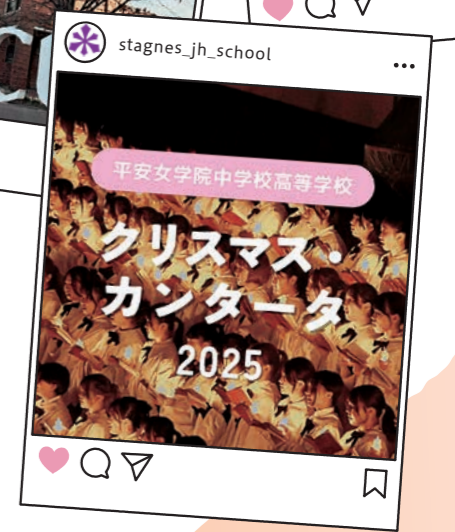 stagnes_jh_school
平安女学院中学校高等学校
クリスマス・
カンタータ
2025